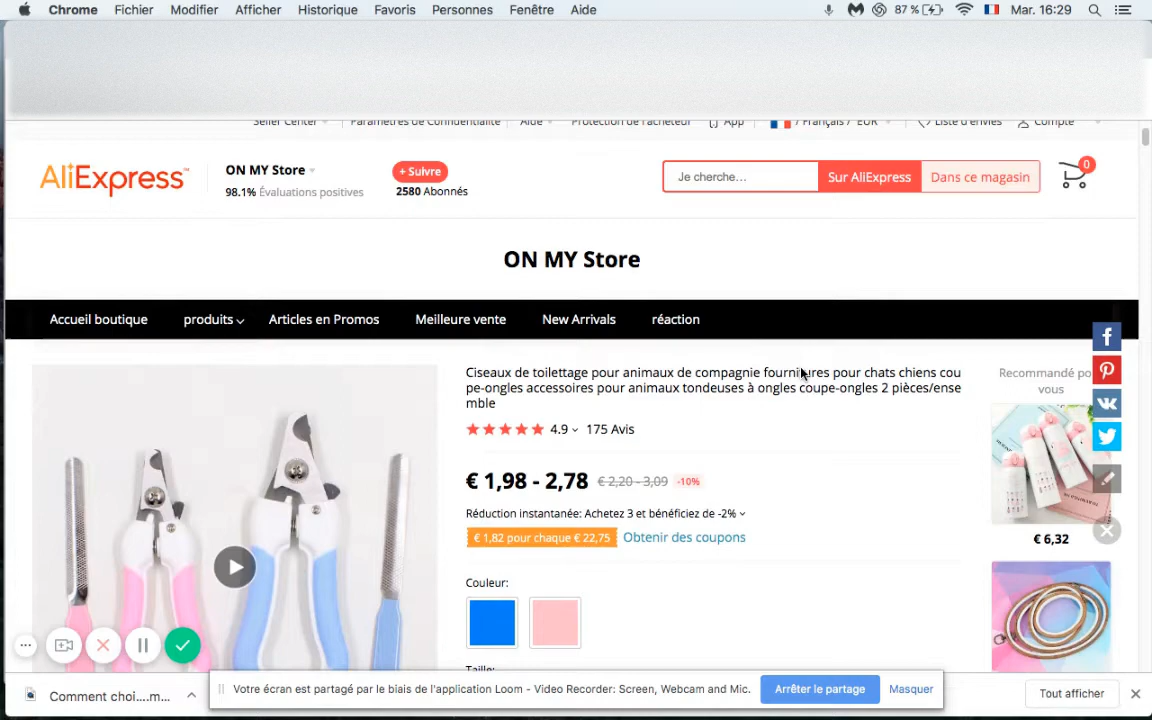 Chrome Fichier Modifier Afficher Historique Favoris Personnes Fenêtre Aide 87 % Mar. 16:29
Seller Center Paramètres de Confidentialité Aide Protection de l'acheteur App / Français / EUR Liste d'envies Compte
AliExpress™
ON MY Store
98.1% Évaluations positives
+ Suivre
2580 Abonnés
Je cherche...
Sur AliExpress
Dans ce magasin
0
ON MY Store
Accueil boutique produits Articles en Promos Meilleure vente New Arrivals réaction
Ciseaux de toilettage pour animaux de compagnie fournitures pour chats chiens cou
pe-ongles accessoires pour animaux tondeuses à ongles coupe-ongles 2 pièces/ense
mble
4.9 175 Avis
€ 1,98 - 2,78 € 2,20 - 3,09 -10%
Réduction instantanée: Achetez 3 et bénéficiez de -2%
€ 1,82 pour chaque € 22,75 Obtenir des coupons
Couleur:
Taille:
Recommandé po
vous
€ 6,32
Comment choi....m...
Votre écran est partagé par le biais de l'application Loom - Video Recorder: Screen, Webcam and Mic.
Arrêter le partage
Masquer
Tout afficher